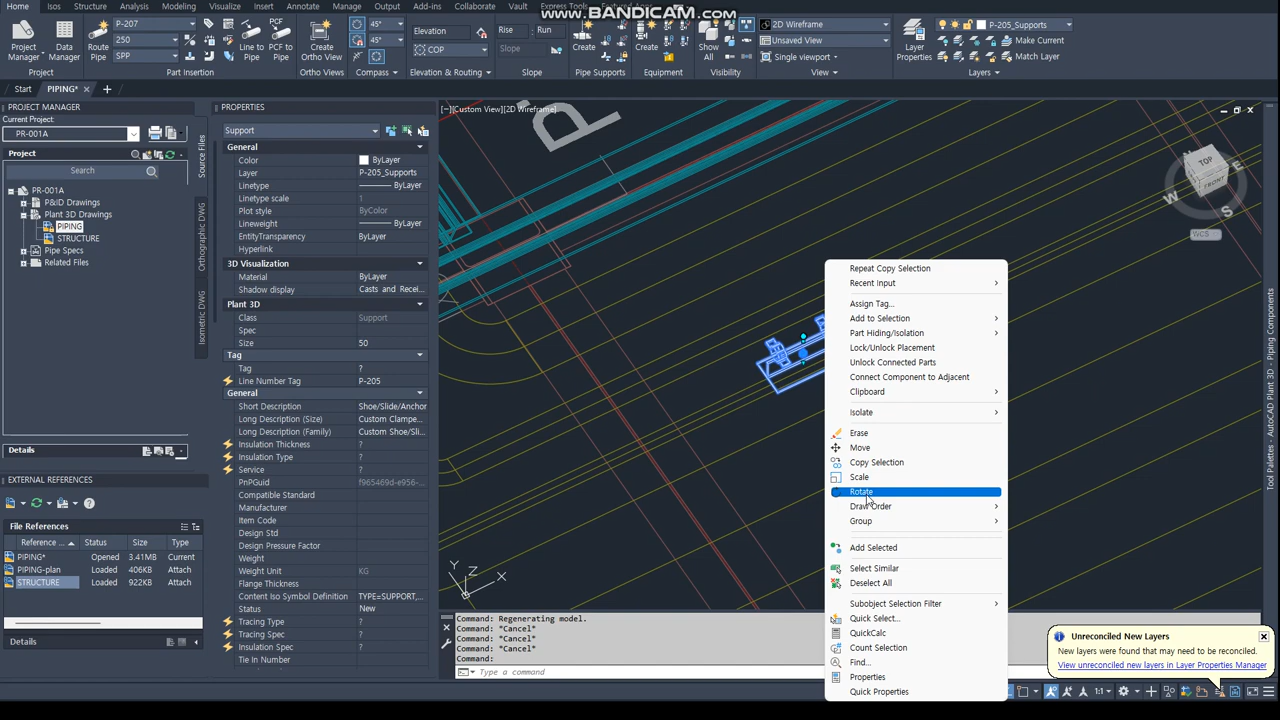 www.BANDICAM.com
Home Isos Structure Analysis Modeling Visualize Insert Annotate Manage Output Add-ins Collaborate Vault Express Tools
P-207
250
SPP
Project Manager
Data Manager
Route Pipe
Line to Pipe
PCF to Pipe
45°
45°
Create Ortho View
Elevation
COP
Rise
Run
Slope
Create
Create
Show All
2D Wireframe
Unsaved View
Single viewport
Layer Properties
P-205_Supports
Make Current
Match Layer
Project
Part Insertion
Compass
Ortho Views
Elevation & Routing
Slope
Pipe Supports
Equipment
Visibility
View
Layers
Start
PIPING*
PROJECT MANAGER
Current Project:
PR-001A
Project
Search
PR-001A
P&ID Drawings
Plant 3D Drawings
PIPING
STRUCTURE
Pipe Specs
Related Files
Source Files
Orthographic DWG
Isometric DWG
Details
EXTERNAL REFERENCES
File References
Reference ... Status Size Type
PIPING* Opened 3.41MB Current
PIPING-plan Loaded 406KB Attach
STRUCTURE Loaded 922KB Attach
Details
PROPERTIES
Support
General
Color ByLayer
Layer P-205_Supports
Linetype ByLayer
Linetype scale 1
Plot style ByColor
Lineweight ByLayer
EntityTransparency ByLayer
Hyperlink
3D Visualization
Material ByLayer
Shadow display Casts and Recei
Plant 3D
Class Support
Spec
Size 50
Tag
Tag ?
Line Number Tag P-205
General
Short Description Shoe/Slide/Anchor
Long Description (Size) Custom Clampe...
Long Description (Family) Custom Shoe/Sli...
Insulation Thickness ?
Insulation Type ?
Service ?
PnPGuid f965469d-e956-
Compatible Standard
Manufacturer
Item Code
Design Std
Design Pressure Factor
Weight
Weight Unit KG
Flange Thickness
Content Iso Symbol Definition TYPE=SUPPORT,
Status New
Tracing Type ?
Tracing Spec ?
Insulation Spec ?
Tie In Number
[−][Custom View][2D Wireframe]
P
TOP
FRONT
N
E
W
S
WCS
Y Z X
Repeat Copy Selection
Recent Input
Assign Tag...
Add to Selection
Part Hiding/Isolation
Lock/Unlock Placement
Unlock Connected Parts
Connect Component to Adjacent
Clipboard
Isolate
Erase
Move
Copy Selection
Scale
Rotate
Draw Order
Group
Add Selected
Select Similar
Deselect All
Subobject Selection Filter
Quick Select...
QuickCalc
Count Selection
Find...
Properties
Quick Properties
Command: Regenerating model.
Command: *Cancel*
Command: *Cancel*
Command: *Cancel*
Command:
Type a command
Tool Palettes - AutoCAD Plant 3D - Piping Components
Unreconciled New Layers
New layers were found that may need to be reconciled.
View unreconciled new layers in Layer Properties Manager
1:1